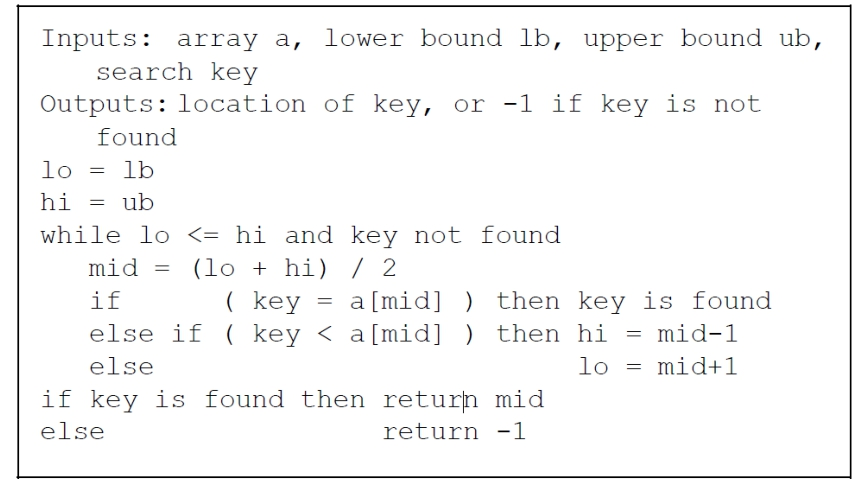 Inputs: array a, lower bound lb, upper bound ub,
search key
Outputs: location of key, or -1 if key is not
found
lo = lb
hi = ub
while lo <= hi and key not found
mid = (lo + hi) / 2
if ( key = a[mid] ) then key is found
else if ( key < a[mid] ) then hi = mid-1
else lo = mid+1
if key is found then return mid
else return -1